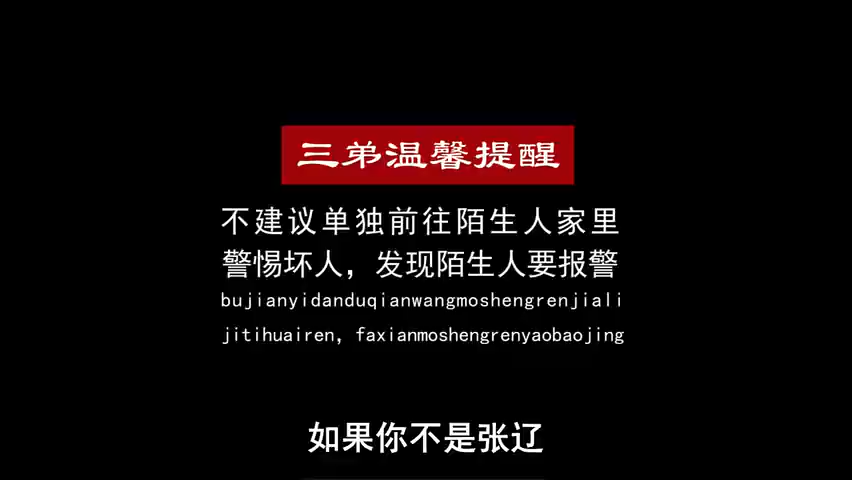 三弟温馨提醒
不建议单独前往陌生人家里
警惕坏人，发现陌生人要报警
bujianyidanduqianwangmoshengrenjiali
jitihuairen，faxianmoshengrenyaobaojing
如果你不是张辽